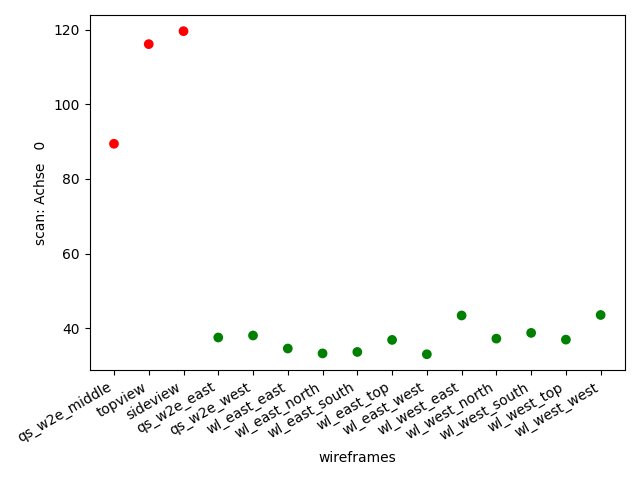 120
100
80
60
40
scan: Achse   0
qs_w2e_middle
topview
sideview
qs_w2e_east
qs_w2e_west
wl_east_east
wl_east_north
wl_east_south
wl_east_top
wl_east_west
wl_west_east
wl_west_north
wl_west_south
wl_west_top
wl_west_west
wireframes